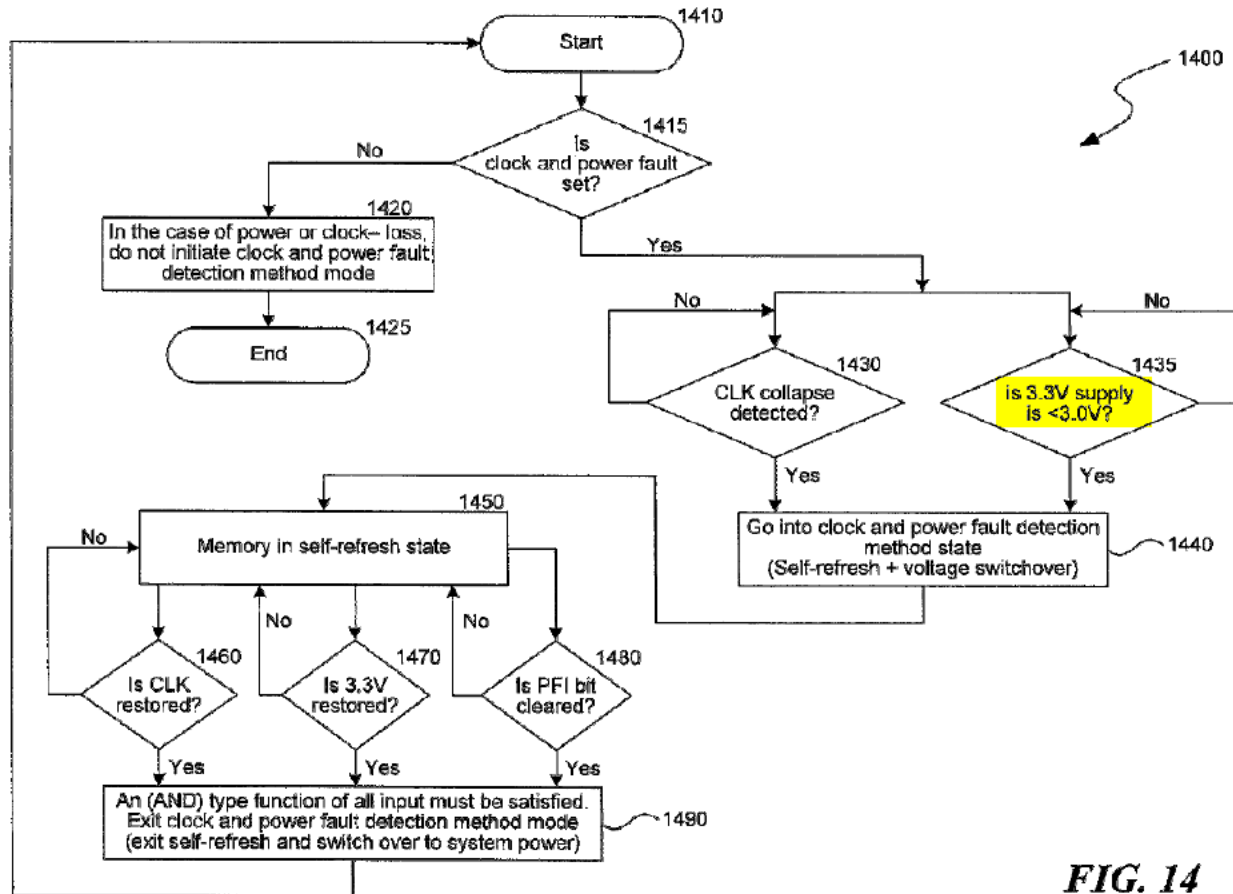 1410
Start
1400
1415
Is
clock and power fault
set?
No
Yes
1420
In the case of power or clock– loss,
do not initiate clock and power fault
detection method mode
1425
End
No
No
1430
CLK collapse
detected?
1435
is 3.3V supply
is <3.0V?
Yes
Yes
Go into clock and power fault detection
method state
(Self-refresh + voltage switchover)
1440
1450
Memory in self-refresh state
No
No
No
1460
Is CLK
restored?
1470
Is 3.3V
restored?
1480
Is PFI bit
cleared?
Yes
Yes
Yes
An (AND) type function of all input must be satisfied.
Exit clock and power fault detection method mode
(exit self-refresh and switch over to system power)
1490
FIG. 14